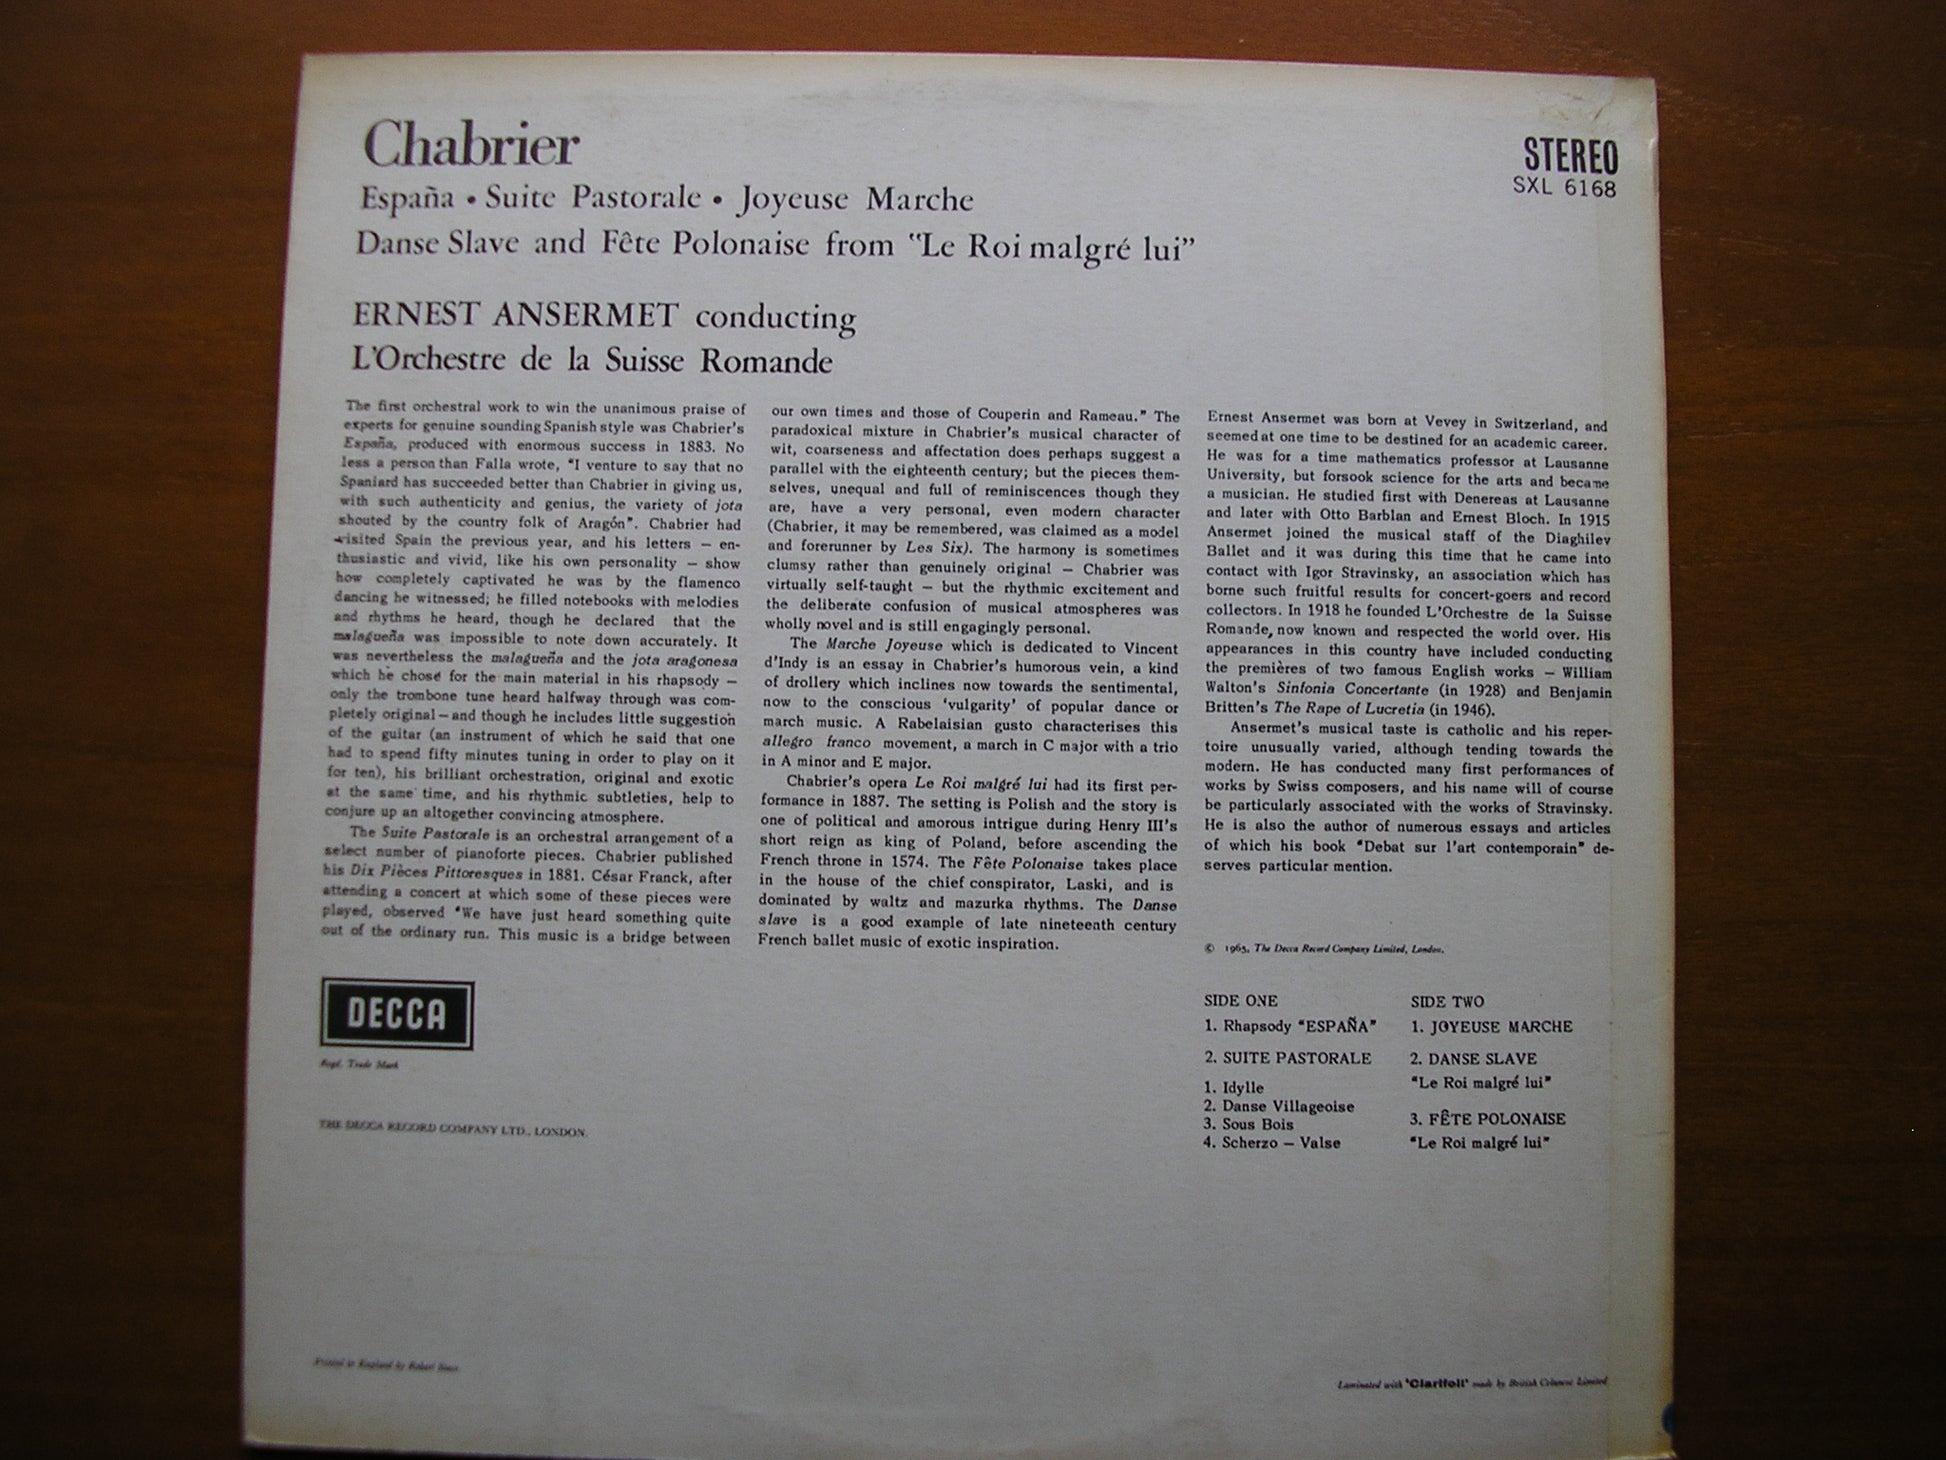 Chabrier
España • Suite Pastorale • Joyeuse Marche
Danse Slave and Fête Polonaise from "Le Roi malgré lui"
STEREO
SXL 6168
ERNEST ANSERMET conducting
L'Orchestre de la Suisse Romande
The first orchestral work to win the unanimous praise of
experts for genuine sounding Spanish style was Chabrier's
España, produced with enormous success in 1883. No
less a person than Falla wrote, "I venture to say that no
Spaniard has succeeded better than Chabrier in giving us,
with such authenticity and genius, the variety of jota
shouted by the country folk of Aragón". Chabrier had
visited Spain the previous year, and his letters – en-
thusiastic and vivid, like his own personality – show
how completely captivated he was by the flamenco
dancing he witnessed; he filled notebooks with melodies
and rhythms he heard, though he declared that the
malagueña was impossible to note down accurately. It
was nevertheless the malagueña and the jota aragonesa
which he chose for the main material in his rhapsody –
only the trombone tune heard halfway through was com-
pletely original – and though he includes little suggestion
of the guitar (an instrument of which he said that one
had to spend fifty minutes tuning in order to play on it
for ten), his brilliant orchestration, original and exotic
at the same time, and his rhythmic subtleties, help to
conjure up an altogether convincing atmosphere.
The Suite Pastorale is an orchestral arrangement of a
select number of pianoforte pieces. Chabrier published
his Dix Pièces Pittoresques in 1881. César Franck, after
attending a concert at which some of these pieces were
played, observed "We have just heard something quite
out of the ordinary run. This music is a bridge between
our own times and those of Couperin and Rameau." The
paradoxical mixture in Chabrier's musical character of
wit, coarseness and affectation does perhaps suggest a
parallel with the eighteenth century; but the pieces them-
selves, unequal and full of reminiscences though they
are, have a very personal, even modern character
(Chabrier, it may be remembered, was claimed as a model
and forerunner by Les Six). The harmony is sometimes
clumsy rather than genuinely original – Chabrier was
virtually self-taught – but the rhythmic excitement and
the deliberate confusion of musical atmospheres was
wholly novel and is still engagingly personal.
The Marche Joyeuse which is dedicated to Vincent
d'Indy is an essay in Chabrier's humorous vein, a kind
of drollery which inclines now towards the sentimental,
now to the conscious 'vulgarity' of popular dance or
march music. A Rabelaisian gusto characterises this
allegro franco movement, a march in C major with a trio
in A minor and E major.
Chabrier's opera Le Roi malgré lui had its first per-
formance in 1887. The setting is Polish and the story is
one of political and amorous intrigue during Henry III's
short reign as king of Poland, before ascending the
French throne in 1574. The Fête Polonaise takes place
in the house of the chief conspirator, Laski, and is
dominated by waltz and mazurka rhythms. The Danse
slave is a good example of late nineteenth century
French ballet music of exotic inspiration.
Ernest Ansermet was born at Vevey in Switzerland, and
seemed at one time to be destined for an academic career.
He was for a time mathematics professor at Lausanne
University, but forsook science for the arts and became
a musician. He studied first with Denereas at Lausanne
and later with Otto Barblan and Ernest Bloch. In 1915
Ansermet joined the musical staff of the Diaghilev
Ballet and it was during this time that he came into
contact with Igor Stravinsky, an association which has
borne such fruitful results for concert-goers and record
collectors. In 1918 he founded L'Orchestre de la Suisse
Romande, now known and respected the world over. His
appearances in this country have included conducting
the premières of two famous English works – William
Walton's Sinfonia Concertante (in 1928) and Benjamin
Britten's The Rape of Lucretia (in 1946).
Ansermet's musical taste is catholic and his reper-
toire unusually varied, although tending towards the
modern. He has conducted many first performances of
works by Swiss composers, and his name will of course
be particularly associated with the works of Stravinsky.
He is also the author of numerous essays and articles
of which his book "Debat sur l'art contemporain" de-
serves particular mention.
© 1965, The Decca Record Company Limited, London.
DECCA
Regd. Trade Mark
THE DECCA RECORD COMPANY LTD., LONDON.
SIDE ONE
1. Rhapsody "ESPAÑA"
2. SUITE PASTORALE
1. Idylle
2. Danse Villageoise
3. Sous Bois
4. Scherzo – Valse
SIDE TWO
1. JOYEUSE MARCHE
2. DANSE SLAVE
"Le Roi malgré lui"
3. FÊTE POLONAISE
"Le Roi malgré lui"
Printed in England by Robert Stace
Laminated with 'Clarifoil' made by British Celanese Limited